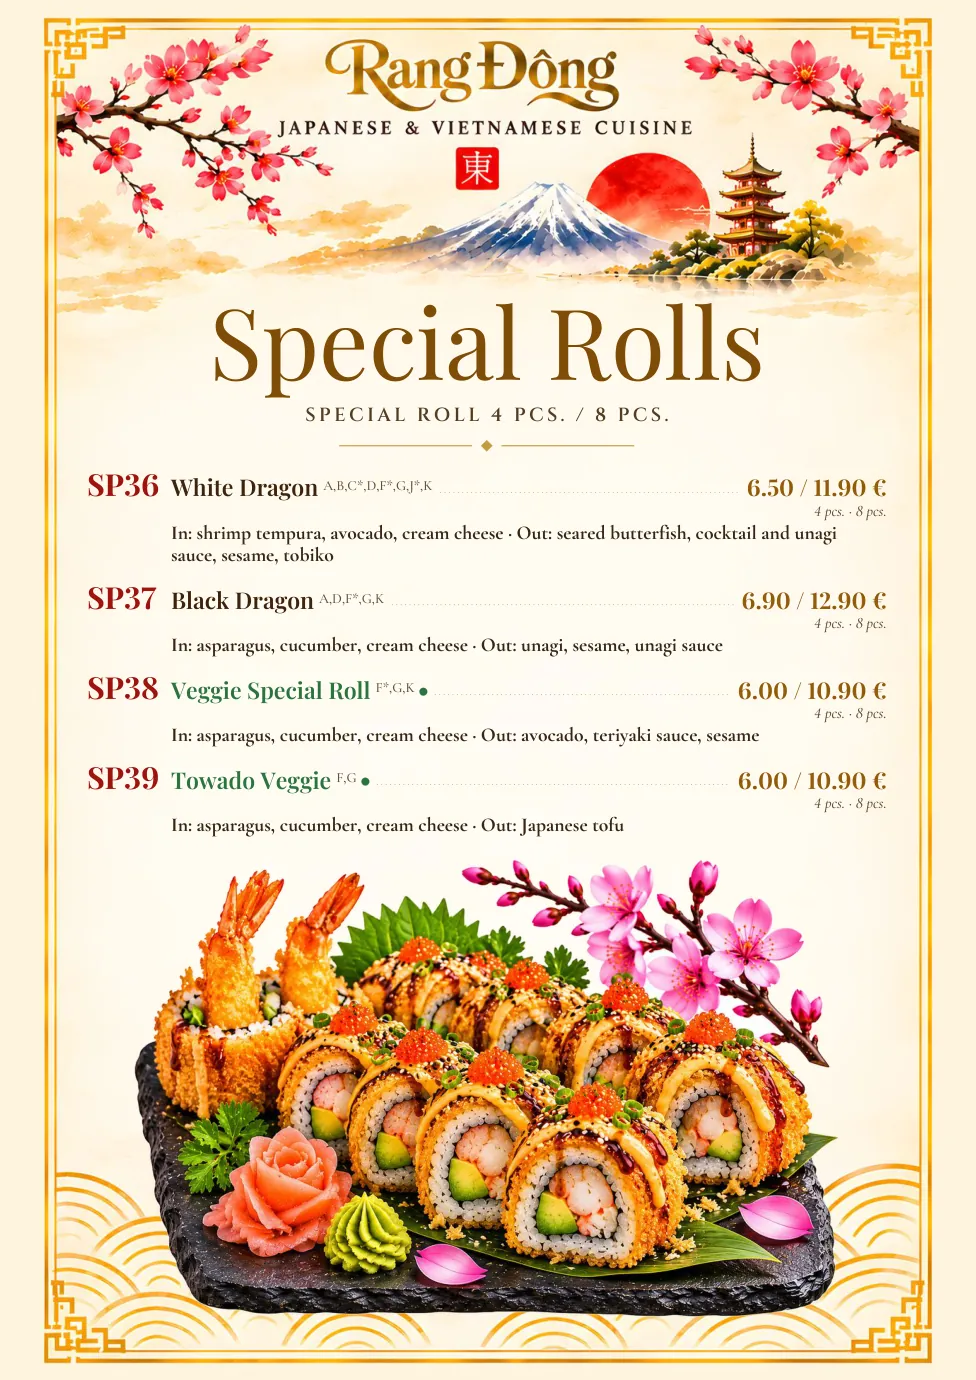 Rang Đông
JAPANESE & VIETNAMESE CUISINE
東
Special Rolls
SPECIAL ROLL 4 PCS. / 8 PCS.
SP36 White Dragon A,B,C*,D,F*,G,J*,K 6.50 / 11.90 €
4 pcs. · 8 pcs.
In: shrimp tempura, avocado, cream cheese · Out: seared butterfish, cocktail and unagi
sauce, sesame, tobiko
SP37 Black Dragon A,D,F*,G,K 6.90 / 12.90 €
4 pcs. · 8 pcs.
In: asparagus, cucumber, cream cheese · Out: unagi, sesame, unagi sauce
SP38 Veggie Special Roll F*,G,K ● 6.00 / 10.90 €
4 pcs. · 8 pcs.
In: asparagus, cucumber, cream cheese · Out: avocado, teriyaki sauce, sesame
SP39 Towado Veggie F,G ● 6.00 / 10.90 €
4 pcs. · 8 pcs.
In: asparagus, cucumber, cream cheese · Out: Japanese tofu